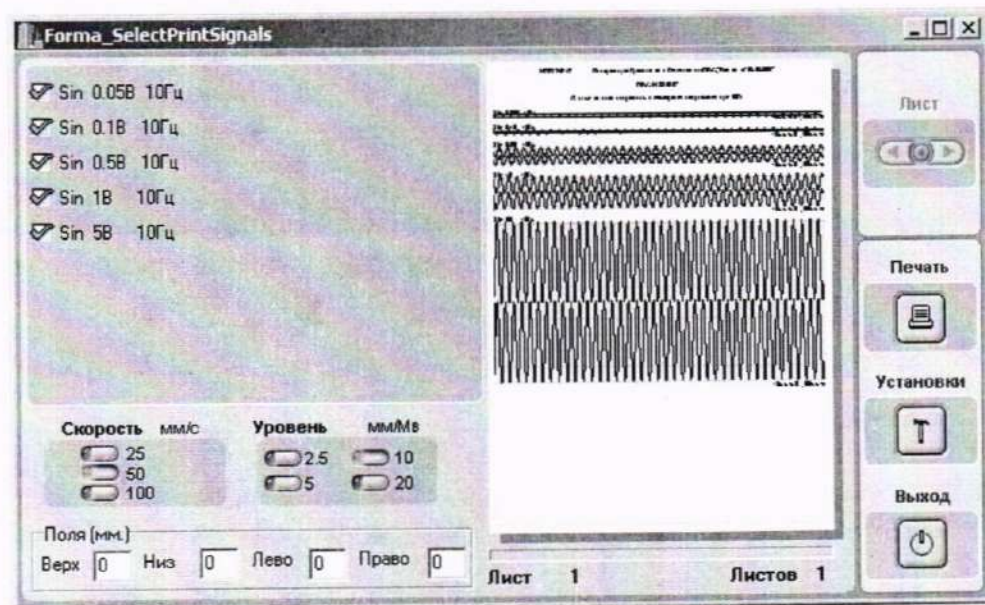 Forma_SelectPrintSignals
Sin 0.05В 10Гц
Sin 0.1В 10Гц
Sin 0.5В 10Гц
Sin 1В 10Гц
Sin 5В 10Гц
Скорость мм/с
25
50
100
Уровень мм/Мв
2.5 10
5 20
Поля (мм.)
Верх 0 Низ 0 Лево 0 Право 0
Лист 1 Листов 1
Лист
Печать
Установки
Выход